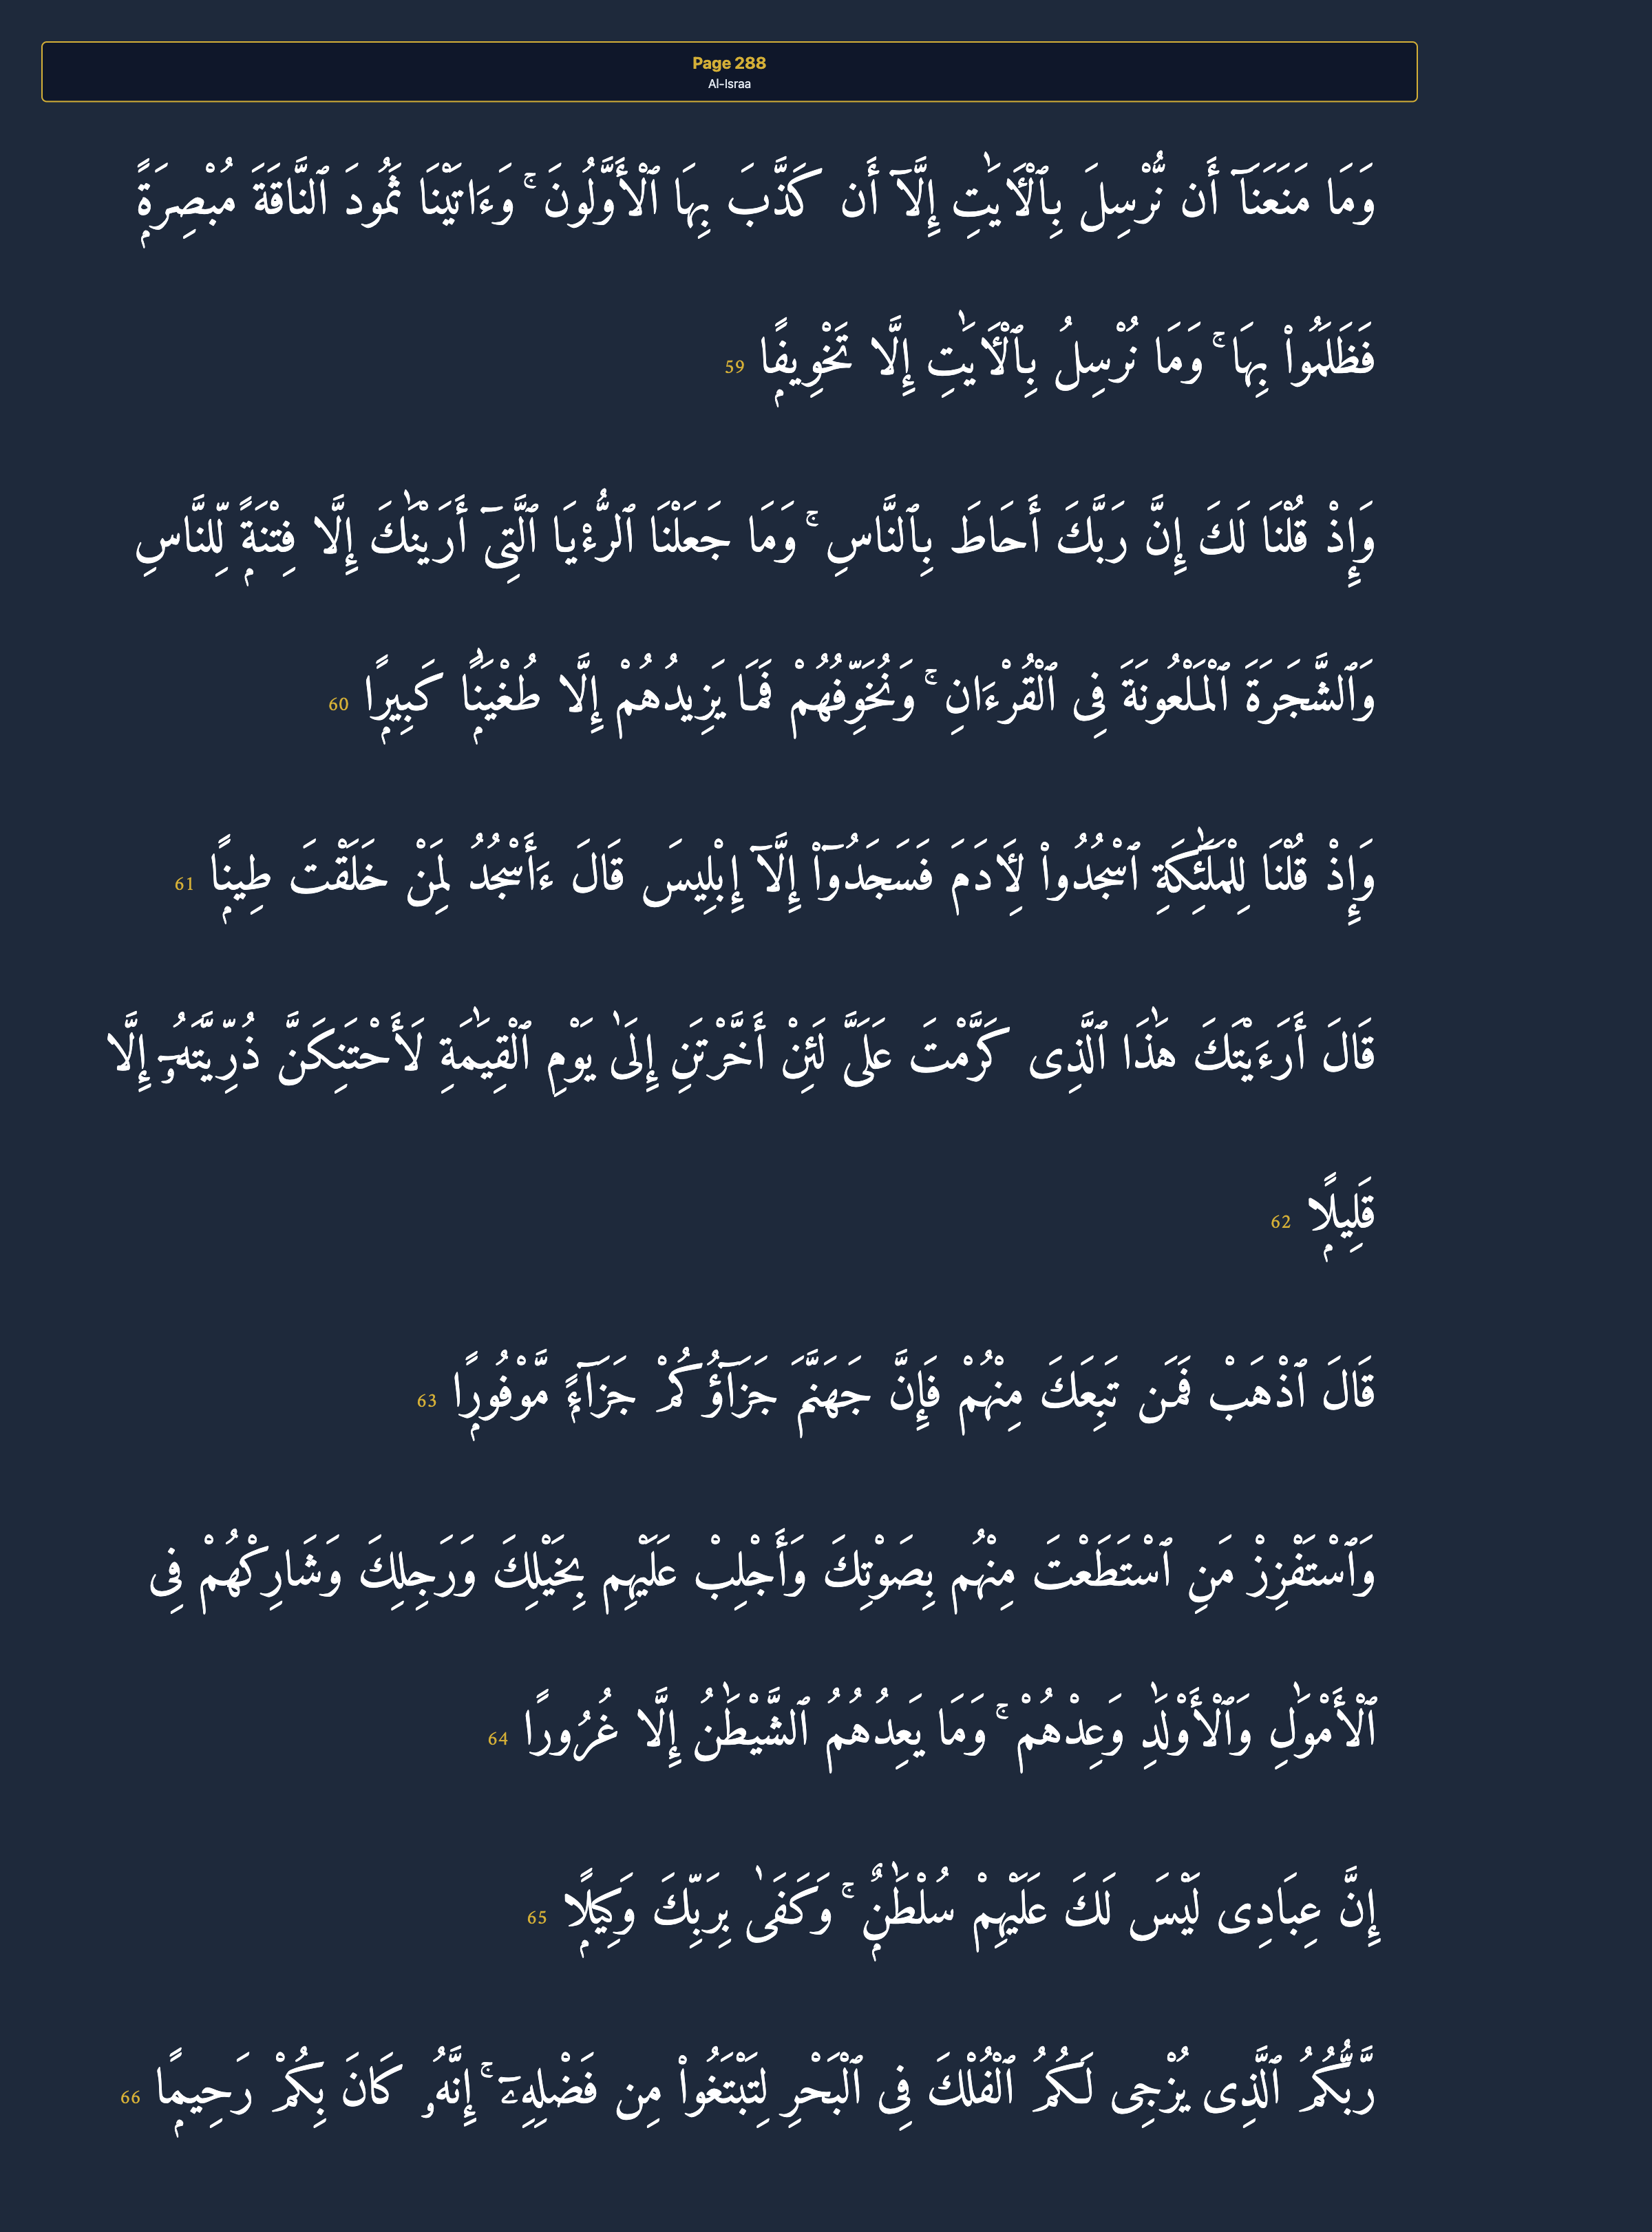 Page 288
Al-Israa
وَمَا مَنَعَنَآ أَن نُّرْسِلَ بِٱلْـَٔايَـٰتِ إِلَّآ أَن كَذَّبَ بِهَا ٱلْأَوَّلُونَ ۚ وَءَاتَيْنَا ثَمُودَ ٱلنَّاقَةَ مُبْصِرَةًۭ
فَظَلَمُوا۟ بِهَا ۚ وَمَا نُرْسِلُ بِٱلْـَٔايَـٰتِ إِلَّا تَخْوِيفًۭا 59
وَإِذْ قُلْنَا لَكَ إِنَّ رَبَّكَ أَحَاطَ بِٱلنَّاسِ ۚ وَمَا جَعَلْنَا ٱلرُّءْيَا ٱلَّتِىٓ أَرَيْنَـٰكَ إِلَّا فِتْنَةًۭ لِّلنَّاسِ
وَٱلشَّجَرَةَ ٱلْمَلْعُونَةَ فِى ٱلْقُرْءَانِ ۚ وَنُخَوِّفُهُمْ فَمَا يَزِيدُهُمْ إِلَّا طُغْيَـٰنًۭا كَبِيرًۭا 60
وَإِذْ قُلْنَا لِلْمَلَـٰٓئِكَةِ ٱسْجُدُوا۟ لِـَٔادَمَ فَسَجَدُوٓا۟ إِلَّآ إِبْلِيسَ قَالَ ءَأَسْجُدُ لِمَنْ خَلَقْتَ طِينًۭا 61
قَالَ أَرَءَيْتَكَ هَـٰذَا ٱلَّذِى كَرَّمْتَ عَلَىَّ لَئِنْ أَخَّرْتَنِ إِلَىٰ يَوْمِ ٱلْقِيَـٰمَةِ لَأَحْتَنِكَنَّ ذُرِّيَّتَهُۥٓ إِلَّا
قَلِيلًۭا 62
قَالَ ٱذْهَبْ فَمَن تَبِعَكَ مِنْهُمْ فَإِنَّ جَهَنَّمَ جَزَآؤُكُمْ جَزَآءًۭ مَّوْفُورًۭا 63
وَٱسْتَفْزِزْ مَنِ ٱسْتَطَعْتَ مِنْهُم بِصَوْتِكَ وَأَجْلِبْ عَلَيْهِم بِخَيْلِكَ وَرَجِلِكَ وَشَارِكْهُمْ فِى
ٱلْأَمْوَٰلِ وَٱلْأَوْلَـٰدِ وَعِدْهُمْ ۚ وَمَا يَعِدُهُمُ ٱلشَّيْطَـٰنُ إِلَّا غُرُورًا 64
إِنَّ عِبَادِى لَيْسَ لَكَ عَلَيْهِمْ سُلْطَـٰنٌۭ ۚ وَكَفَىٰ بِرَبِّكَ وَكِيلًۭا 65
رَّبُّكُمُ ٱلَّذِى يُزْجِى لَكُمُ ٱلْفُلْكَ فِى ٱلْبَحْرِ لِتَبْتَغُوا۟ مِن فَضْلِهِۦٓ ۚ إِنَّهُۥ كَانَ بِكُمْ رَحِيمًۭا 66